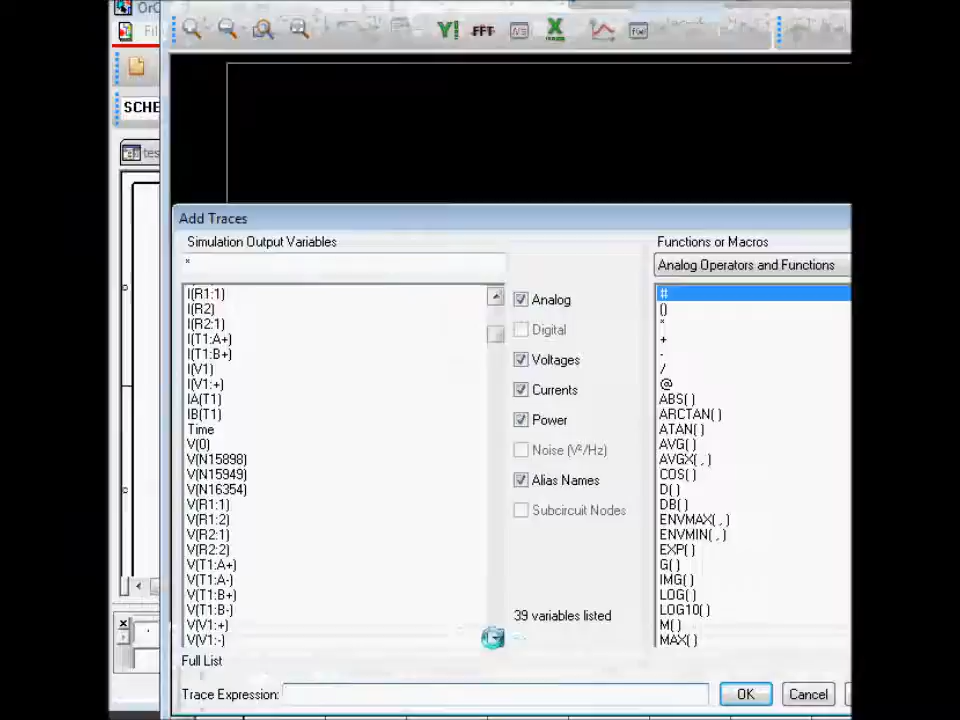 OrC
Fil
Y!
FFT
SCHE
tes
Add Traces
Simulation Output Variables
Functions or Macros
*
Analog Operators and Functions
I(R1:1)
I(R2)
I(R2:1)
I(T1:A+)
I(T1:B+)
I(V1)
I(V1:+)
IA(T1)
IB(T1)
Time
V(0)
V(N15898)
V(N15949)
V(N16354)
V(R1:1)
V(R1:2)
V(R2:1)
V(R2:2)
V(T1:A+)
V(T1:A-)
V(T1:B+)
V(T1:B-)
V(V1:+)
V(V1:-)
Analog
Digital
Voltages
Currents
Power
Noise (V²/Hz)
Alias Names
Subcircuit Nodes
39 variables listed
#
()
*
+
-
/
@
ABS( )
ARCTAN( )
ATAN( )
AVG( )
AVGX( , )
COS( )
D( )
DB( )
ENVMAX( , )
ENVMIN( , )
EXP( )
G( )
IMG( )
LOG( )
LOG10( )
M( )
MAX( )
Full List
Trace Expression:
OK
Cancel